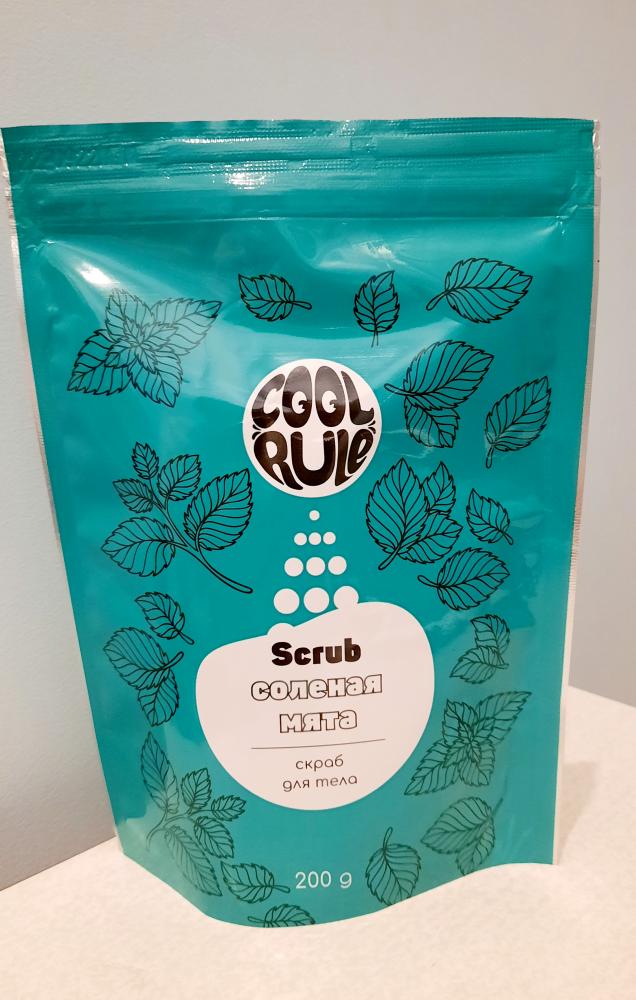 COOL
RULE
Scrub
соленая
мята
скраб
для тела
200 g